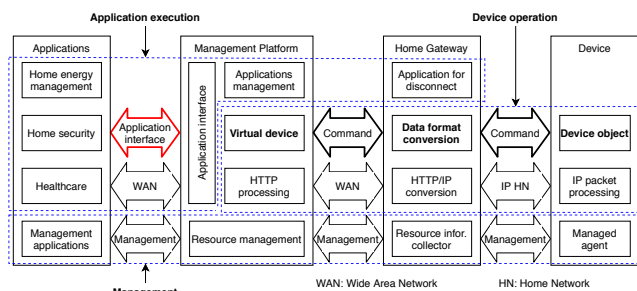 Application execution
Device operation
Applications
Management Platform
Home Gateway
Device
Home energy
management
Applications
management
Application for
disconnect
Application interface
Home security
Application
interface
Virtual device
Command
Data format
conversion
Command
Device object
Healthcare
WAN
HTTP
processing
WAN
HTTP/IP
conversion
IP HN
IP packet
processing
Management
applications
Management
Resource management
Management
Resource infor.
collector
Management
Managed
agent
Management
WAN: Wide Area Network
HN: Home Network